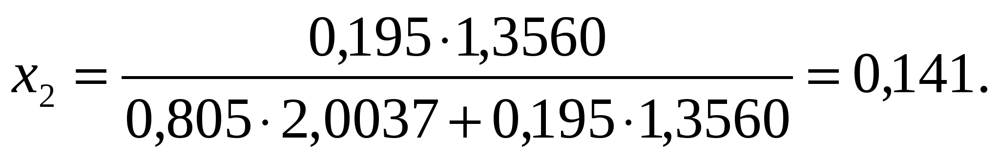 x₂ = 0,195·1,3560 / 0,805·2,0037+0,195·1,3560 = 0,141.